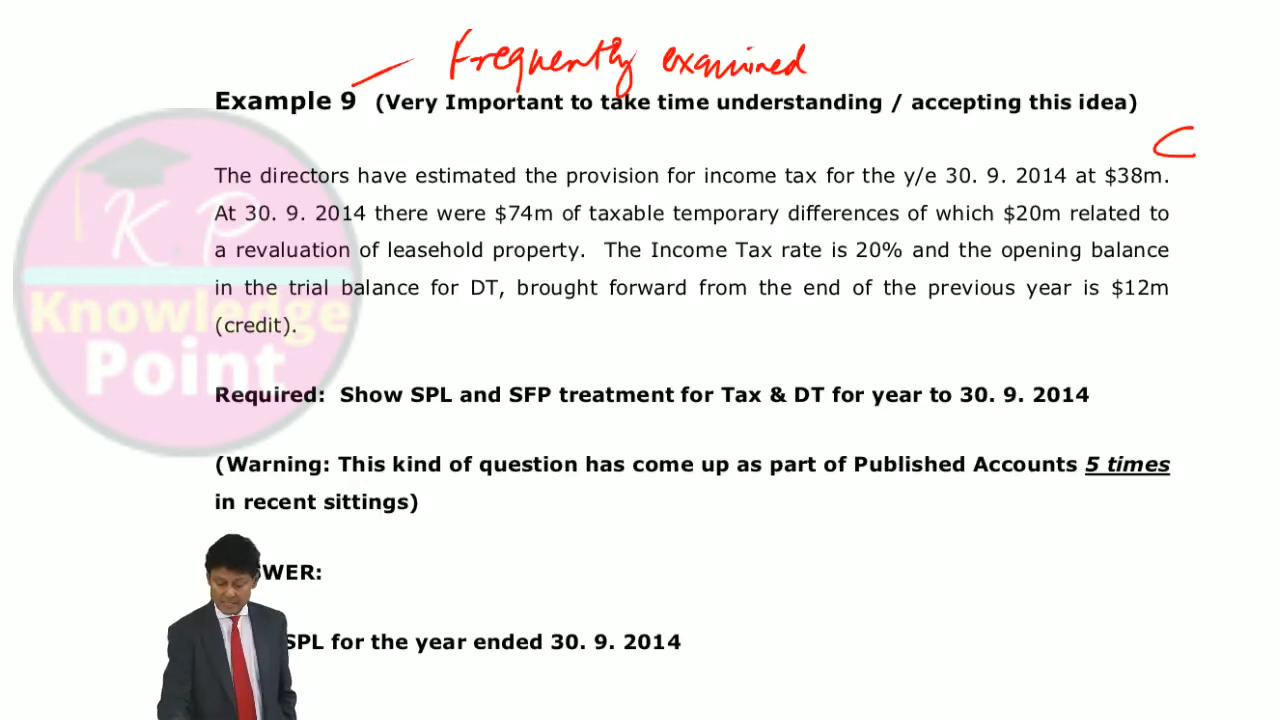 Frequently examined
Example 9 (Very Important to take time understanding / accepting this idea)
C
The directors have estimated the provision for income tax for the y/e 30. 9. 2014 at $38m.
At 30. 9. 2014 there were $74m of taxable temporary differences of which $20m related to
a revaluation of leasehold property. The Income Tax rate is 20% and the opening balance
in the trial balance for DT, brought forward from the end of the previous year is $12m
(credit).
K P
Knowledge
Point
Required: Show SPL and SFP treatment for Tax & DT for year to 30. 9. 2014
(Warning: This kind of question has come up as part of Published Accounts 5 times
in recent sittings)
WER:
SPL for the year ended 30. 9. 2014